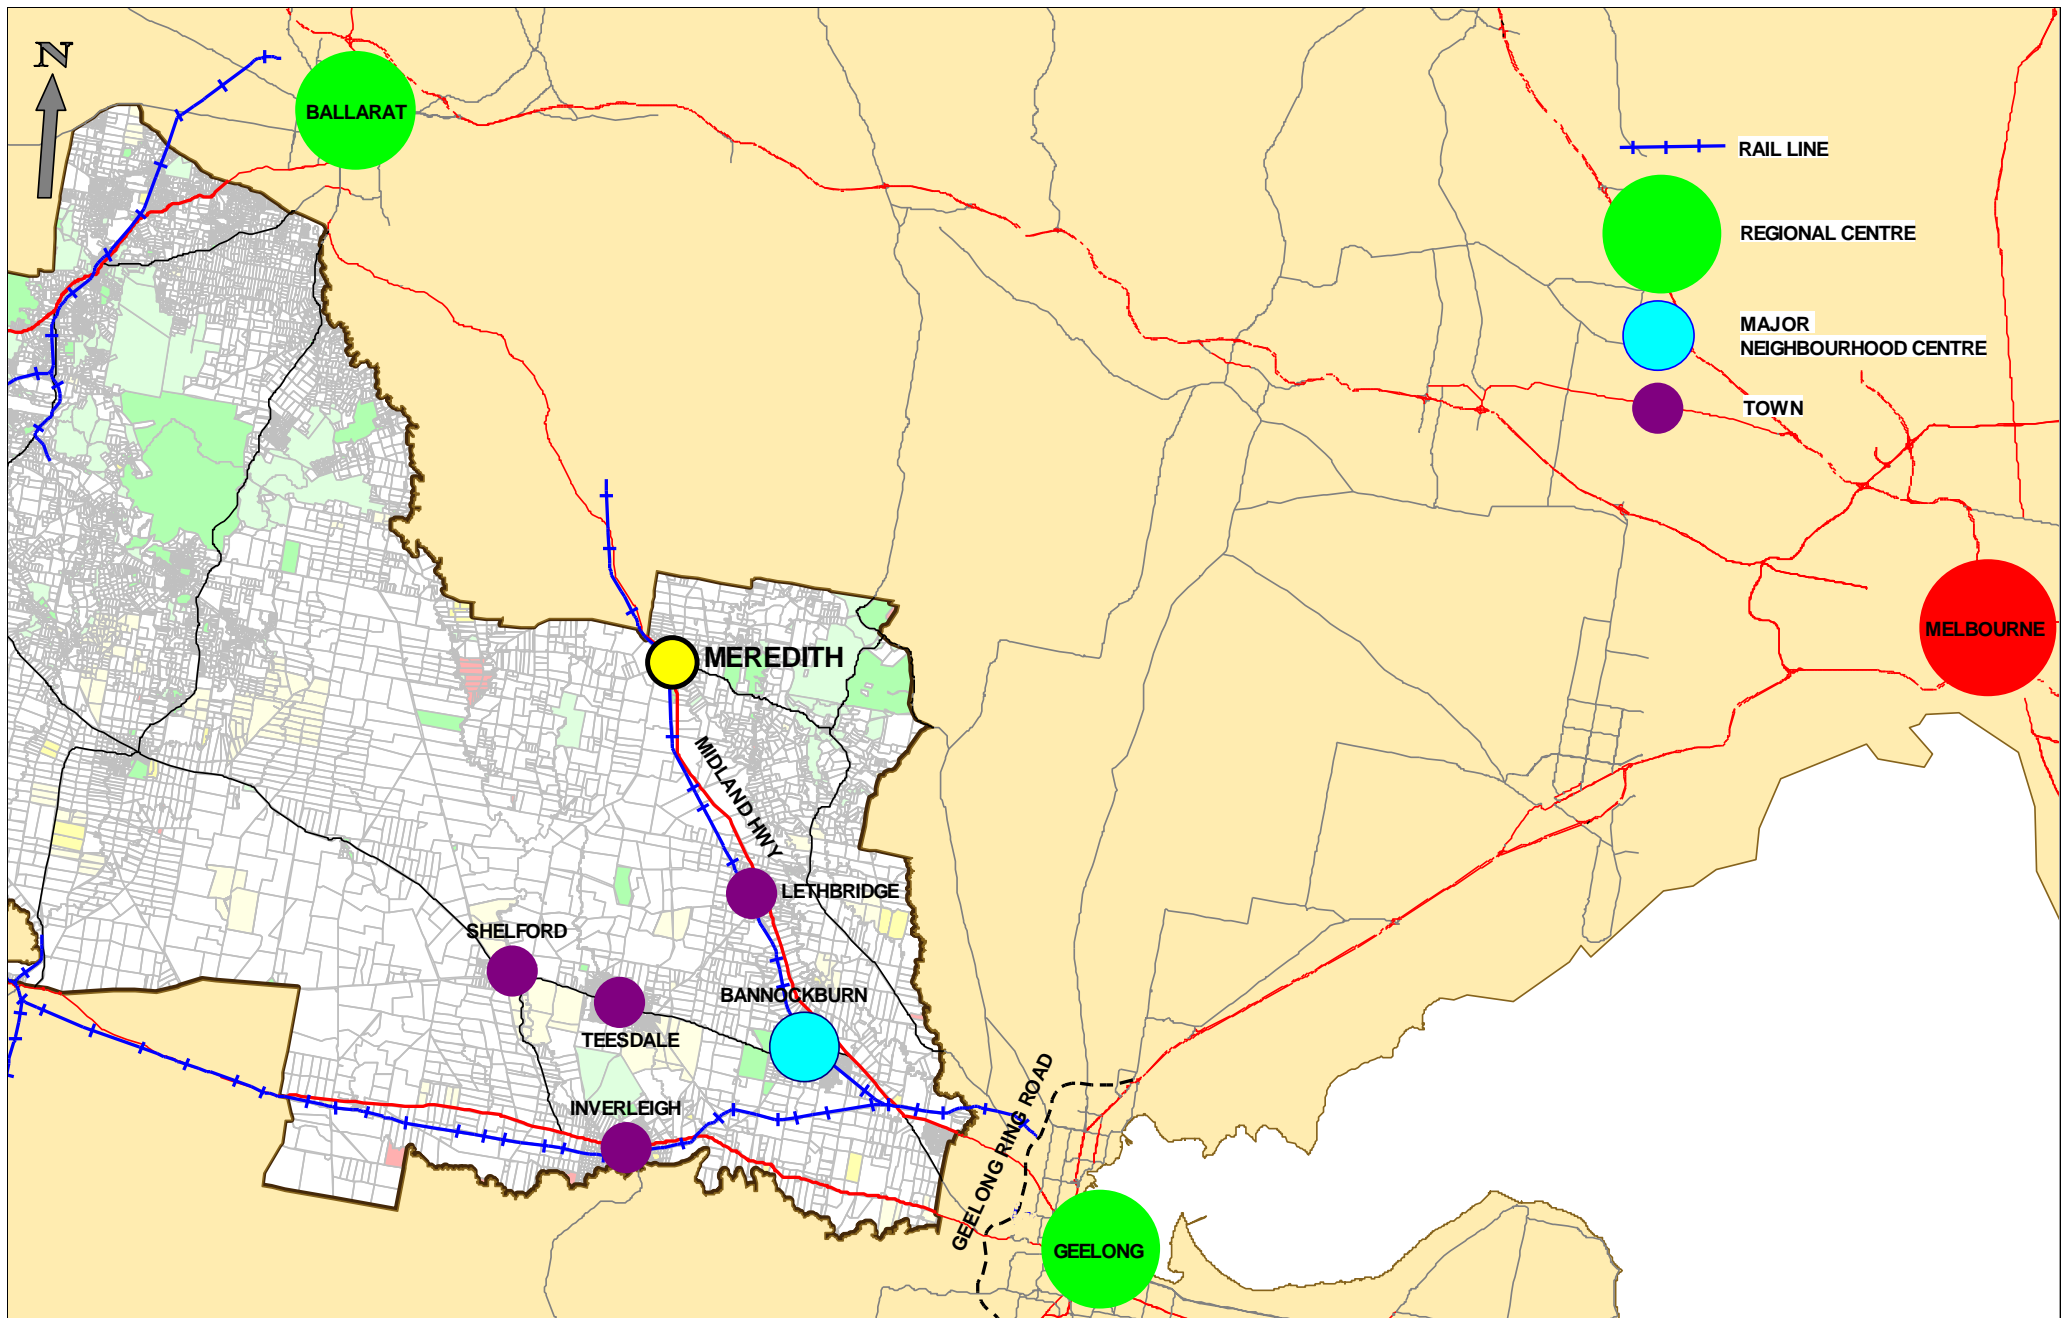 N
BALLARAT
RAIL LINE
REGIONAL CENTRE
MAJOR
NEIGHBOURHOOD CENTRE
TOWN
MELBOURNE
MEREDITH
MIDLAND HWY
LETHBRIDGE
SHELFORD
BANNOCKBURN
TEESDALE
INVERLEIGH
GEELONG RING ROAD
GEELONG